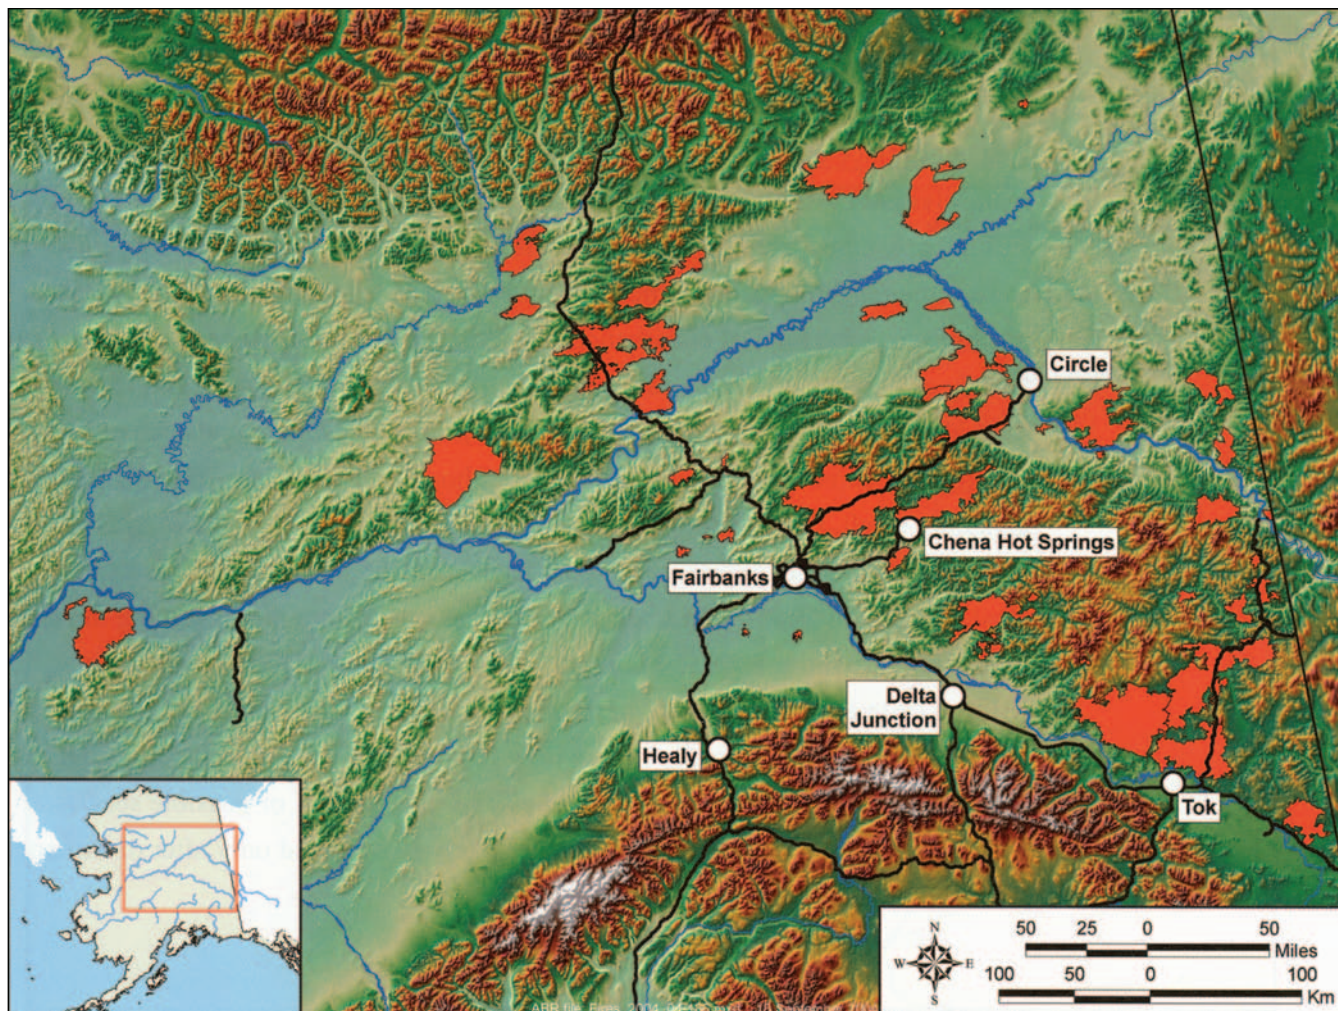 Circle
Chena Hot Springs
Fairbanks
Delta
Junction
Healy
Tok
N
W
E
S
50 25 0 50
Miles
100 50 0 100
Km